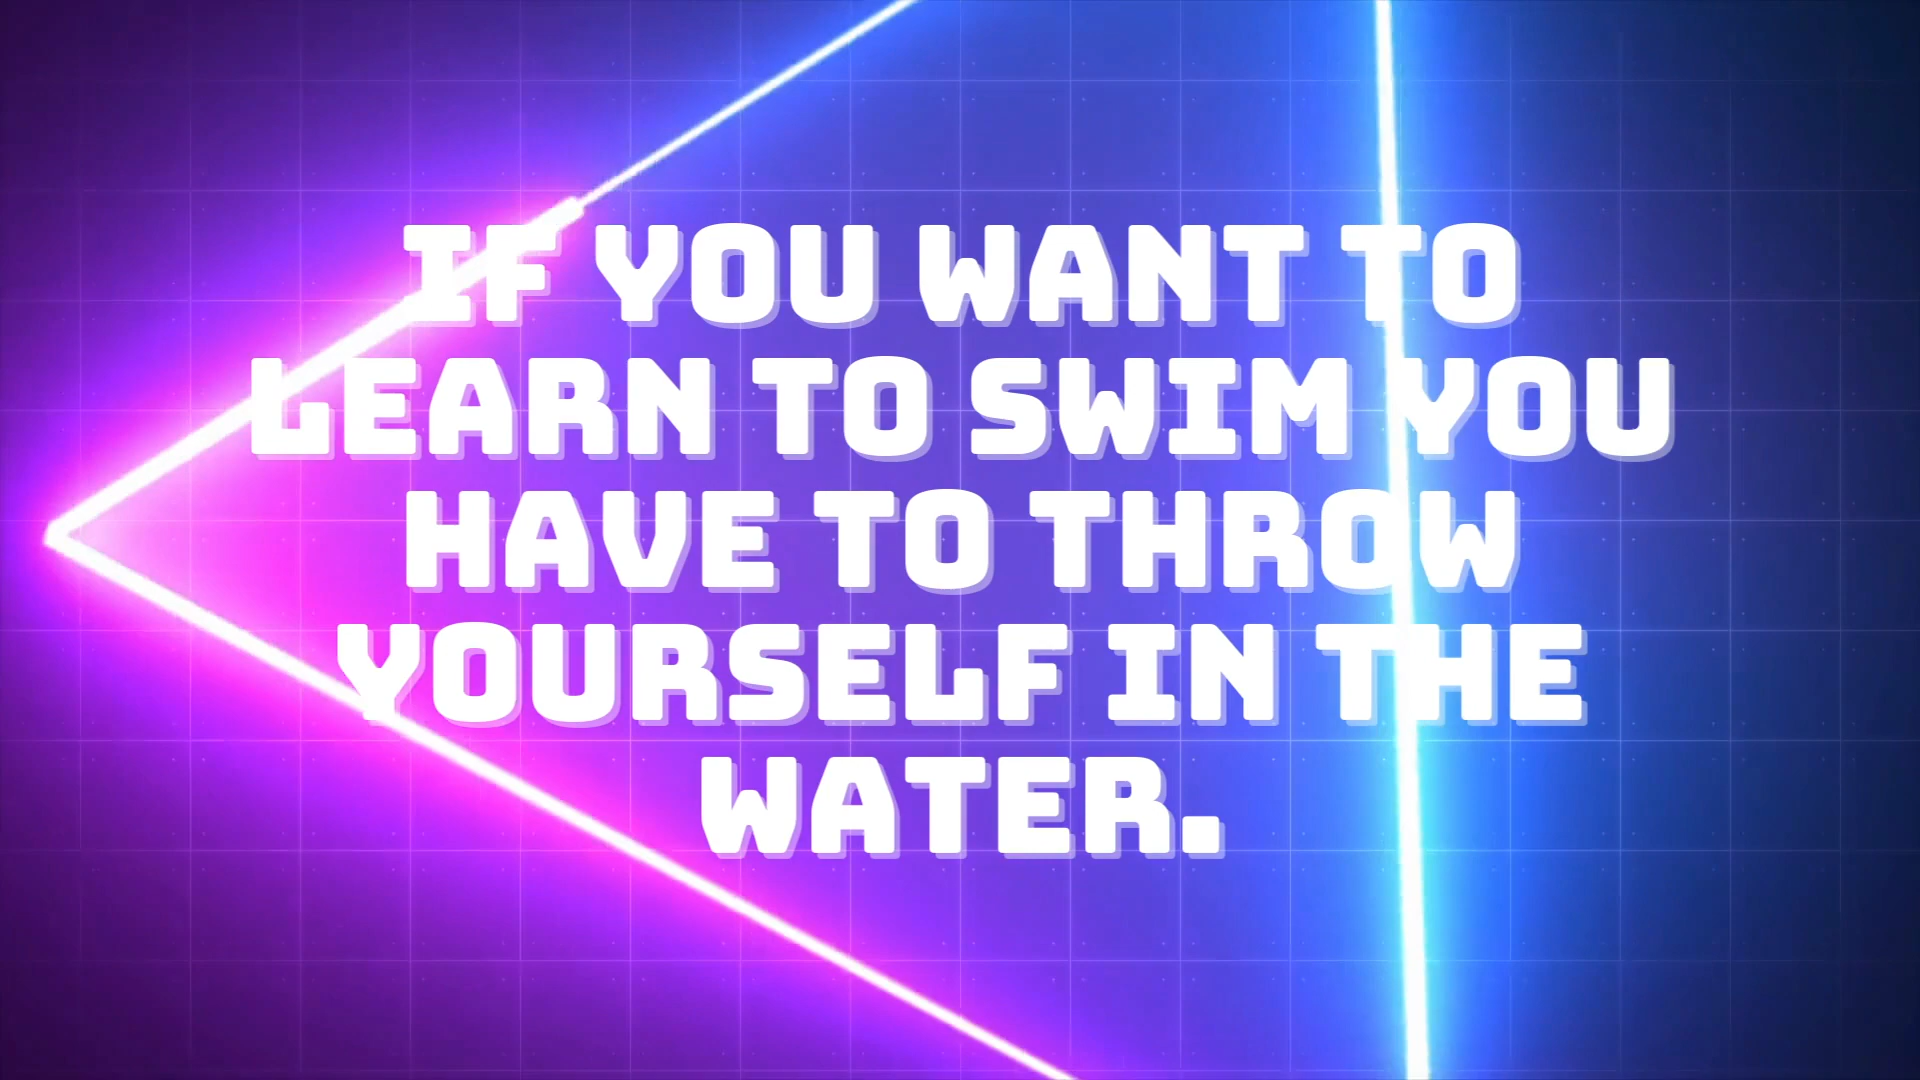 IF YOU WANT TO
LEARN TO SWIM YOU
HAVE TO THROW
YOURSELF IN THE
WATER.